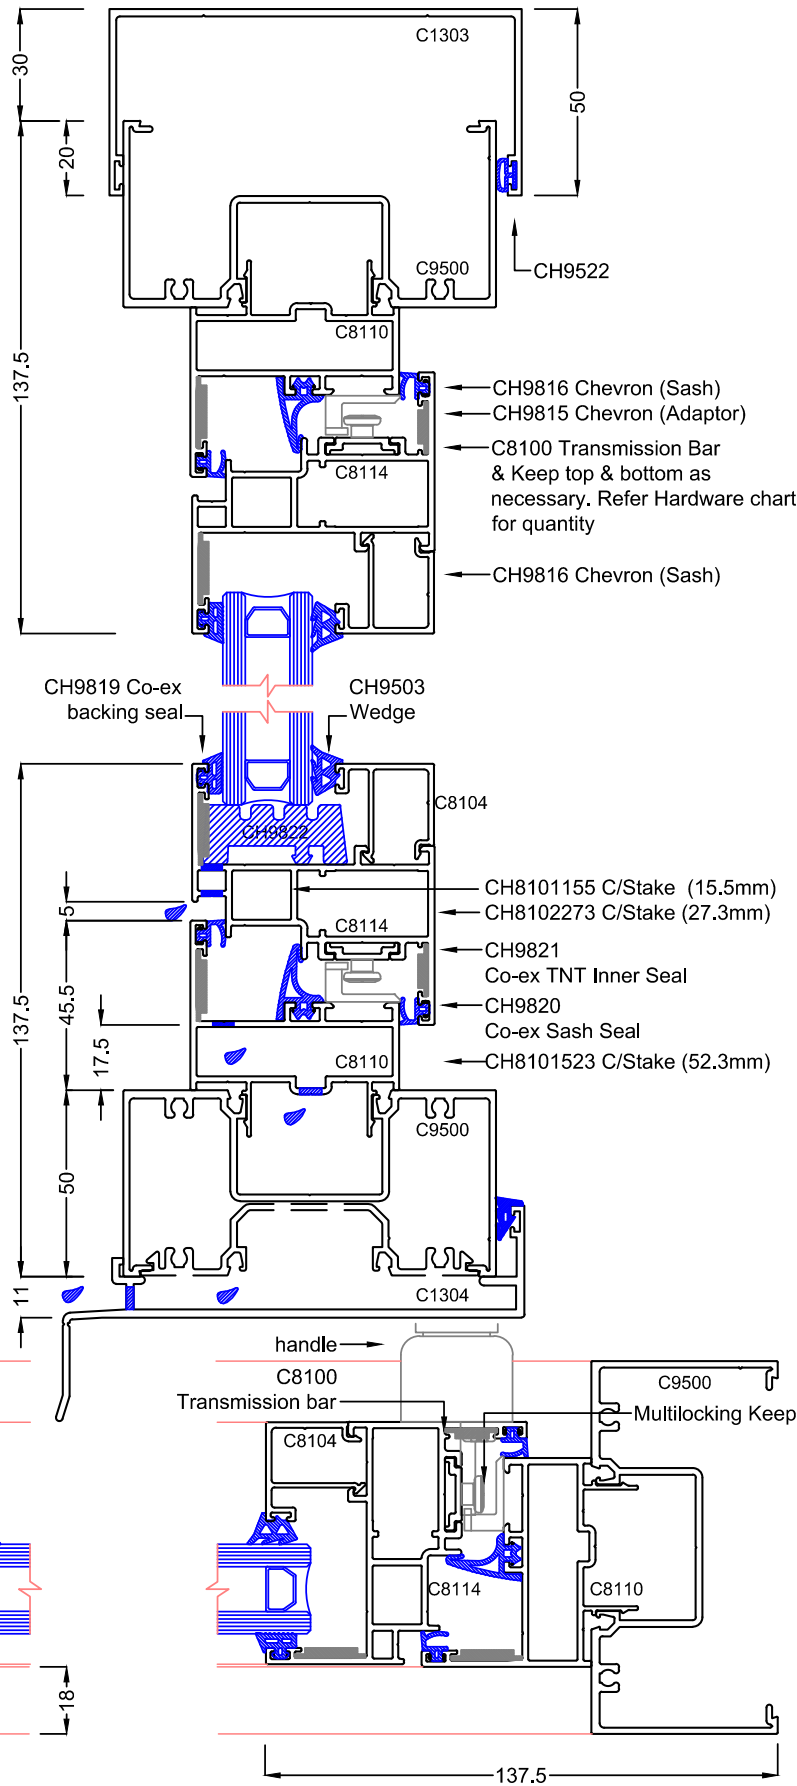 C1303
30
50
20
C9500
CH9522
C8110
137.5
CH9816 Chevron (Sash)
CH9815 Chevron (Adaptor)
C8100 Transmission Bar
& Keep top & bottom as
necessary. Refer Hardware chart
for quantity
C8114
CH9816 Chevron (Sash)
CH9819 Co-ex
backing seal
CH9503
Wedge
C8104
CH9822
CH8101155 C/Stake (15.5mm)
CH8102273 C/Stake (27.3mm)
5
C8114
CH9821
Co-ex TNT Inner Seal
CH9820
Co-ex Sash Seal
137.5
45.5
17.5
C8110
CH8101523 C/Stake (52.3mm)
C9500
50
11
C1304
handle
C8100
Transmission bar
C9500
Multilocking Keep
C8104
C8114
C8110
18
137.5